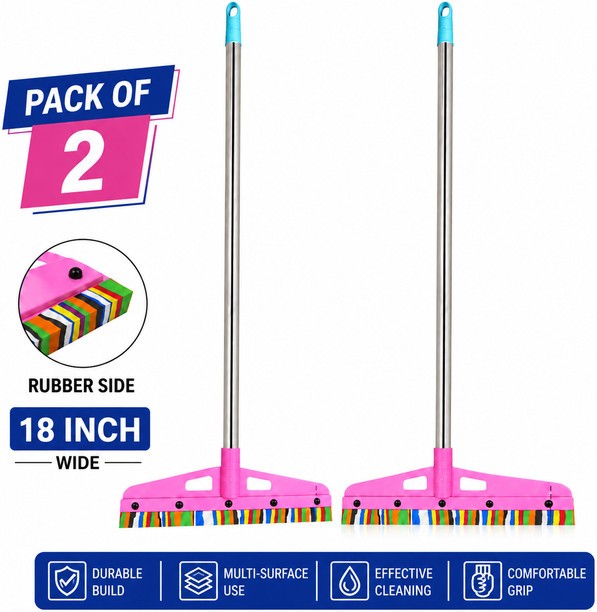 PACK OF
2
RUBBER SIDE
18 INCH
WIDE
DURABLE
BUILD
MULTI-SURFACE
USE
EFFECTIVE
CLEANING
COMFORTABLE
GRIP